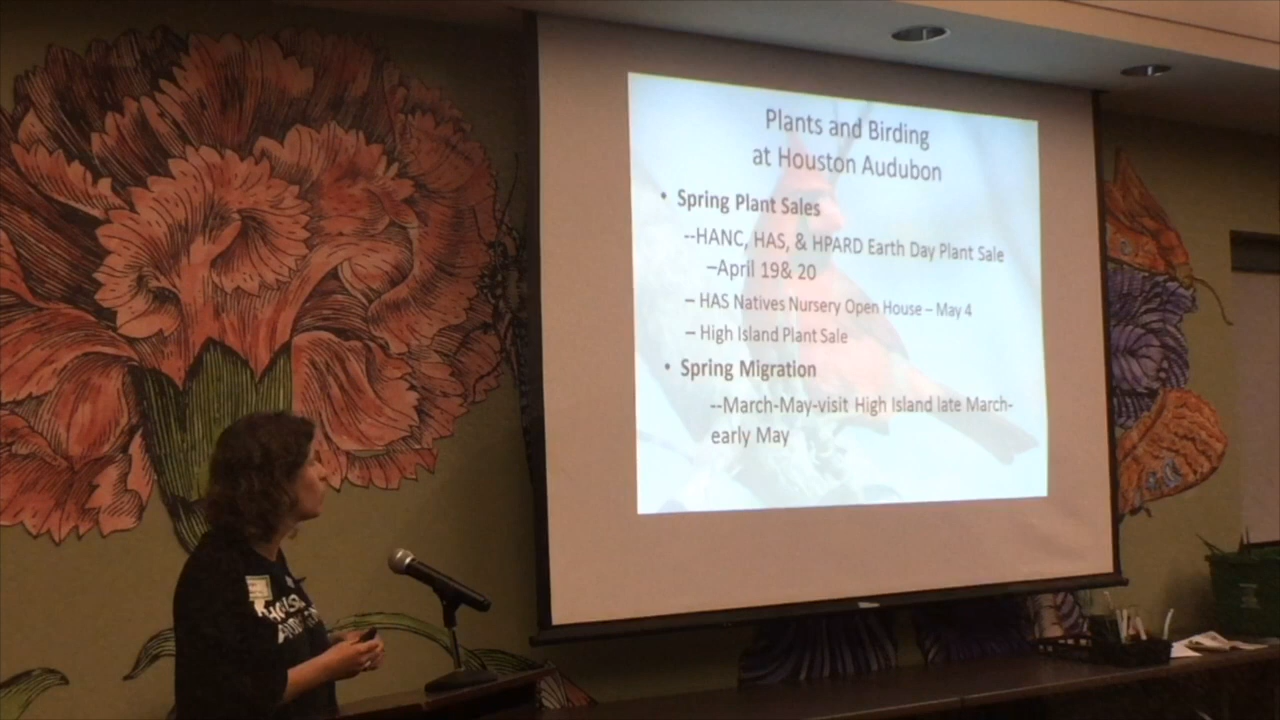 Plants and Birding
at Houston Audubon
• Spring Plant Sales
--HANC, HAS, & HPARD Earth Day Plant Sale
–April 19& 20
– HAS Natives Nursery Open House – May 4
– High Island Plant Sale
• Spring Migration
--March-May-visit High Island late March-
early May